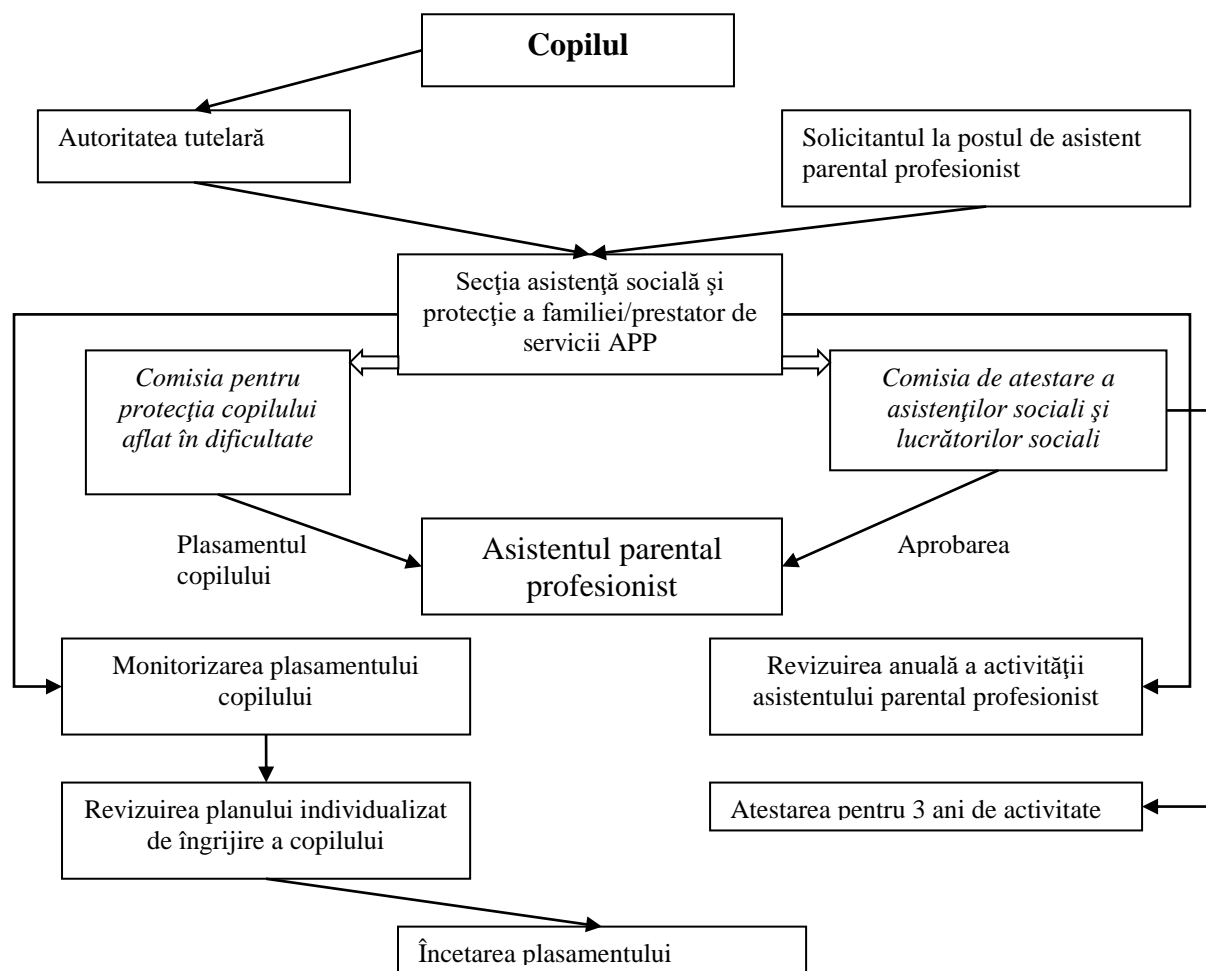 Copilul
Autoritatea tutelară
Solicitantul la postul de asistent
parental profesionist
Secţia asistenţă socială şi
protecţie a familiei/prestator de
servicii APP
Comisia pentru
protecţia copilului
aflat în dificultate
Comisia de atestare a
asistenţilor sociali şi
lucrătorilor sociali
Plasamentul
copilului
Asistentul parental
profesionist
Aprobarea
Monitorizarea plasamentului
copilului
Revizuirea anuală a activităţii
asistentului parental profesionist
Revizuirea planului individualizat
de îngrijire a copilului
Atestarea pentru 3 ani de activitate
Încetarea plasamentului